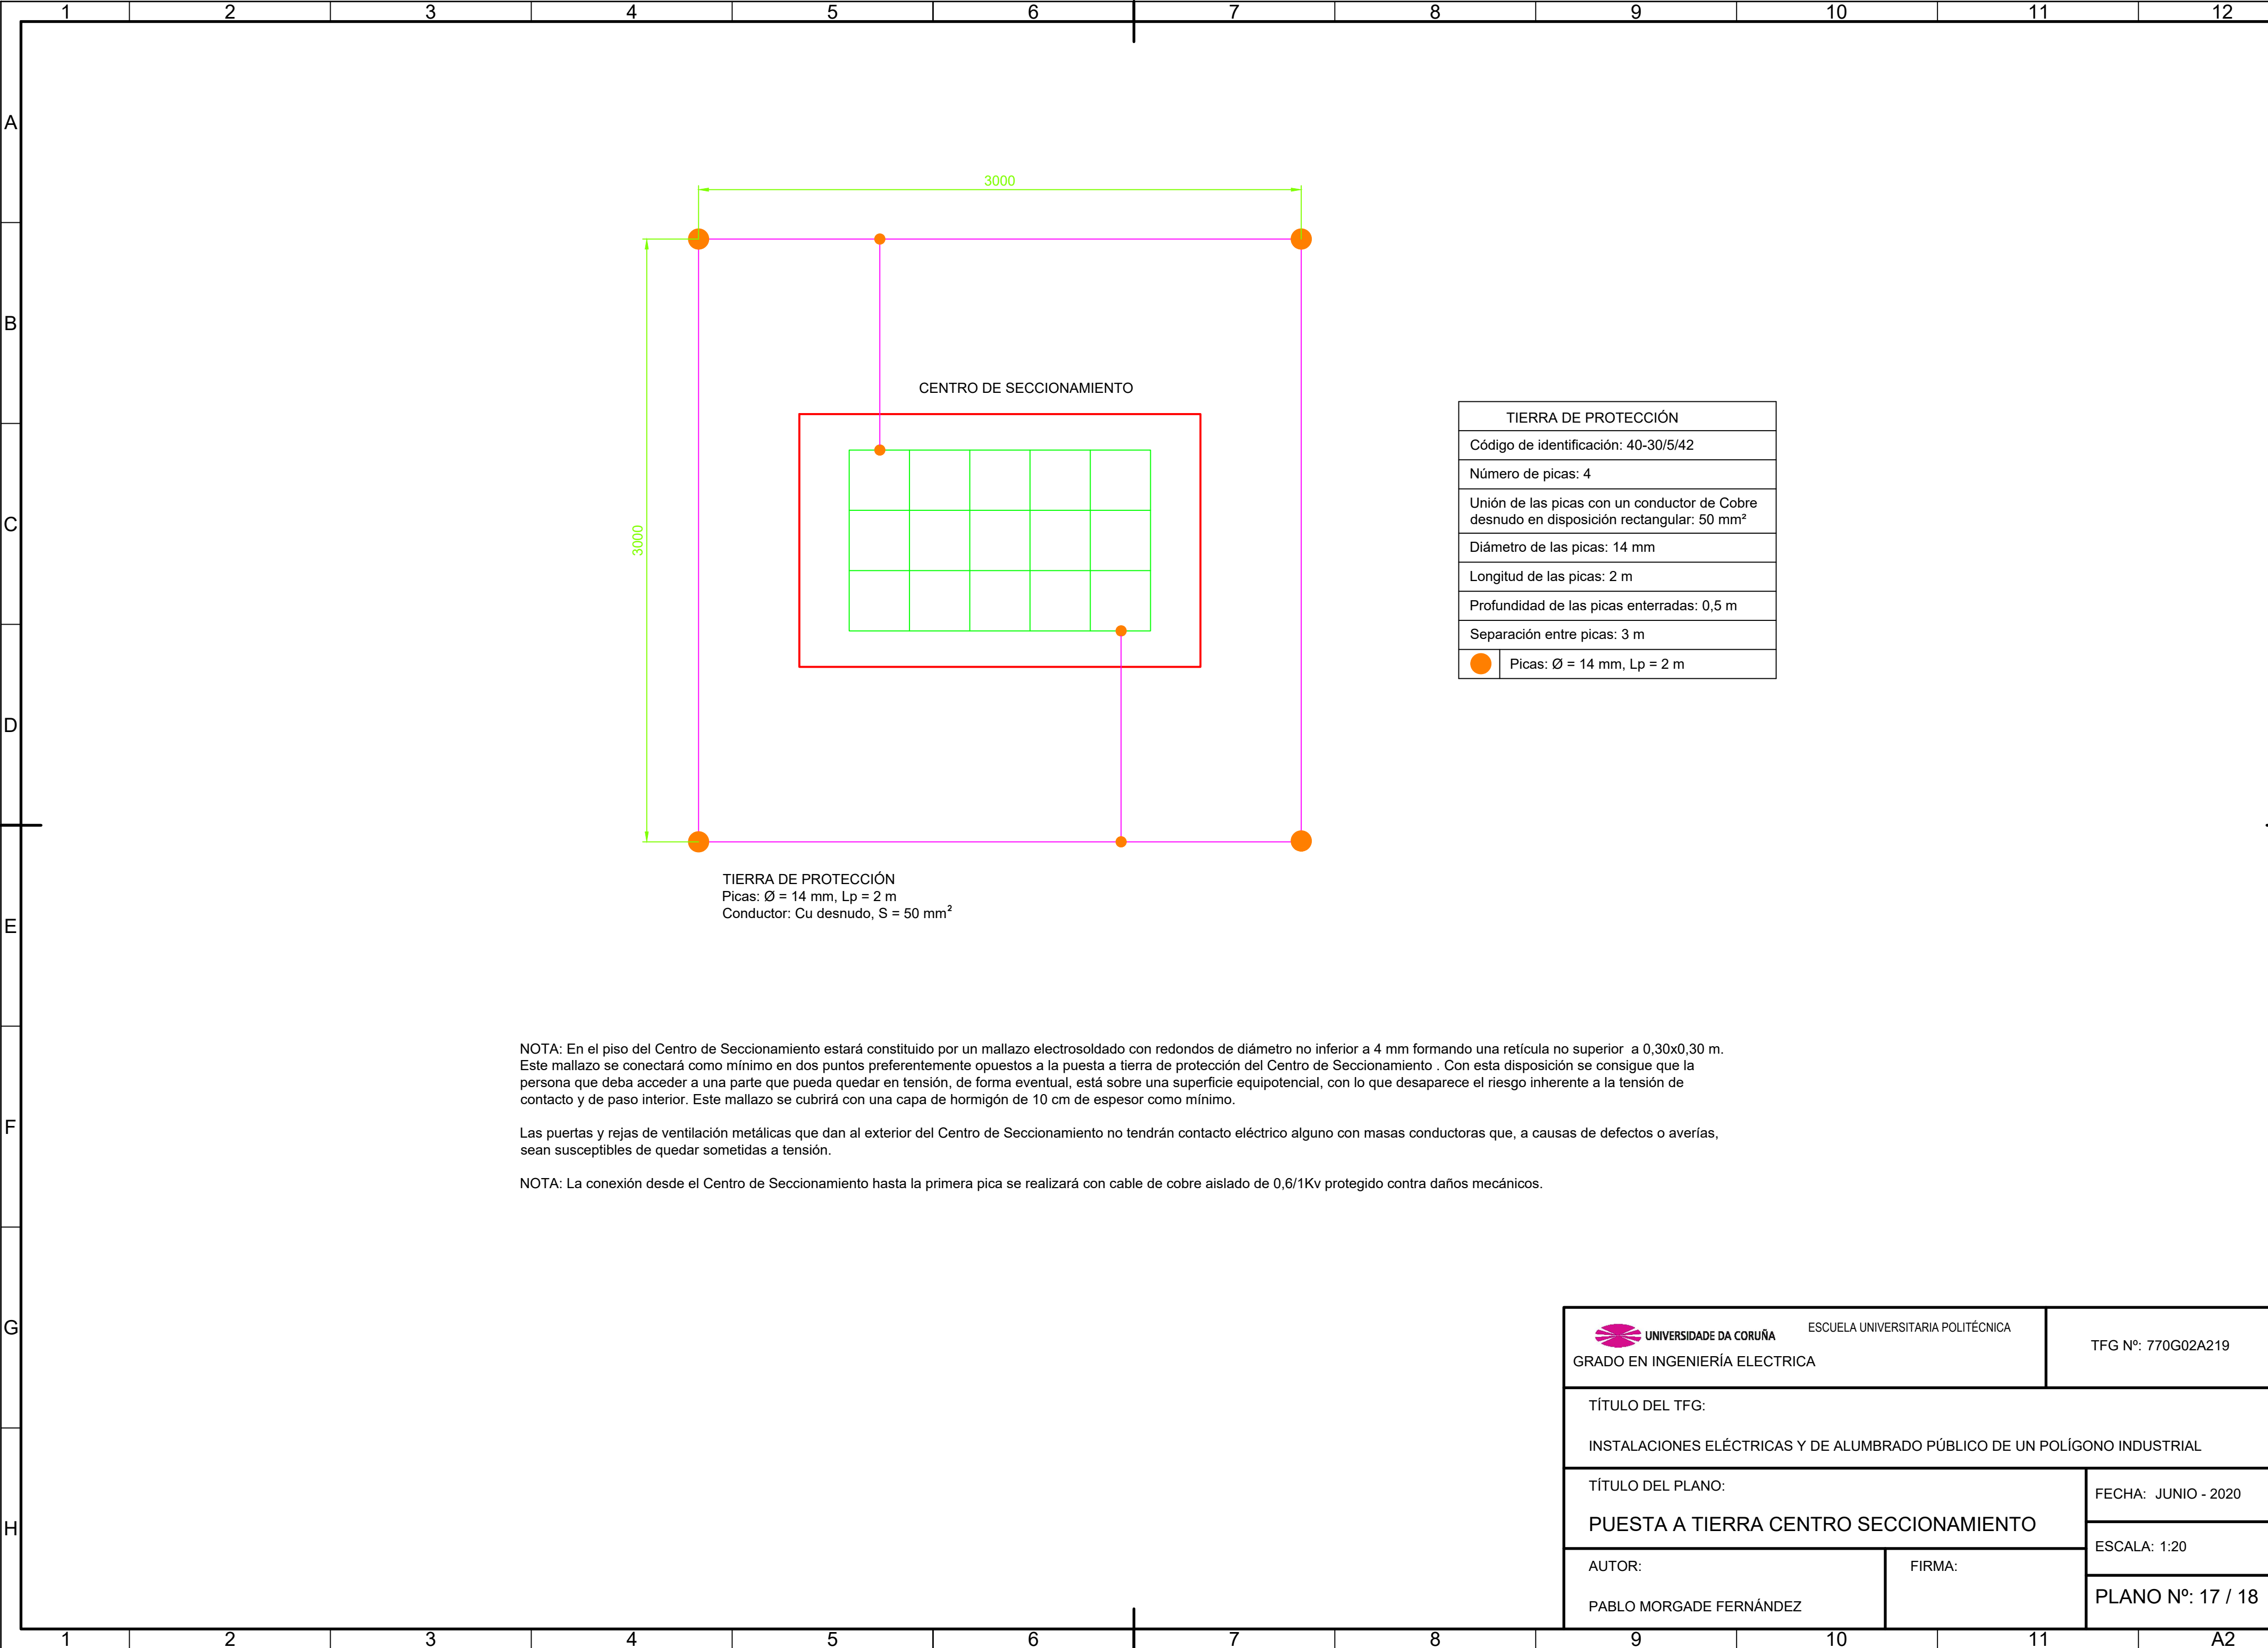 1 2 3 4 5 6 7 8 9 10 11 12
A
B
C
D
E
F
G
H
3000
3000
CENTRO DE SECCIONAMIENTO
TIERRA DE PROTECCIÓN
Picas: Ø = 14 mm, Lp = 2 m
Conductor: Cu desnudo, S = 50 mm²
TIERRA DE PROTECCIÓN
Código de identificación: 40-30/5/42
Número de picas: 4
Unión de las picas con un conductor de Cobre
desnudo en disposición rectangular: 50 mm²
Diámetro de las picas: 14 mm
Longitud de las picas: 2 m
Profundidad de las picas enterradas: 0,5 m
Separación entre picas: 3 m
Picas: Ø = 14 mm, Lp = 2 m
NOTA: En el piso del Centro de Seccionamiento estará constituido por un mallazo electrosoldado con redondos de diámetro no inferior a 4 mm formando una retícula no superior a 0,30x0,30 m.
Este mallazo se conectará como mínimo en dos puntos preferentemente opuestos a la puesta a tierra de protección del Centro de Seccionamiento . Con esta disposición se consigue que la
persona que deba acceder a una parte que pueda quedar en tensión, de forma eventual, está sobre una superficie equipotencial, con lo que desaparece el riesgo inherente a la tensión de
contacto y de paso interior. Este mallazo se cubrirá con una capa de hormigón de 10 cm de espesor como mínimo.
Las puertas y rejas de ventilación metálicas que dan al exterior del Centro de Seccionamiento no tendrán contacto eléctrico alguno con masas conductoras que, a causas de defectos o averías,
sean susceptibles de quedar sometidas a tensión.
NOTA: La conexión desde el Centro de Seccionamiento hasta la primera pica se realizará con cable de cobre aislado de 0,6/1Kv protegido contra daños mecánicos.
UNIVERSIDADE DA CORUÑA
ESCUELA UNIVERSITARIA POLITÉCNICA
GRADO EN INGENIERÍA ELECTRICA
TFG Nº: 770G02A219
TÍTULO DEL TFG:
INSTALACIONES ELÉCTRICAS Y DE ALUMBRADO PÚBLICO DE UN POLÍGONO INDUSTRIAL
TÍTULO DEL PLANO:
PUESTA A TIERRA CENTRO SECCIONAMIENTO
FECHA: JUNIO - 2020
ESCALA: 1:20
AUTOR:
PABLO MORGADE FERNÁNDEZ
FIRMA:
PLANO Nº: 17 / 18
1 2 3 4 5 6 7 8 9 10 11 A2